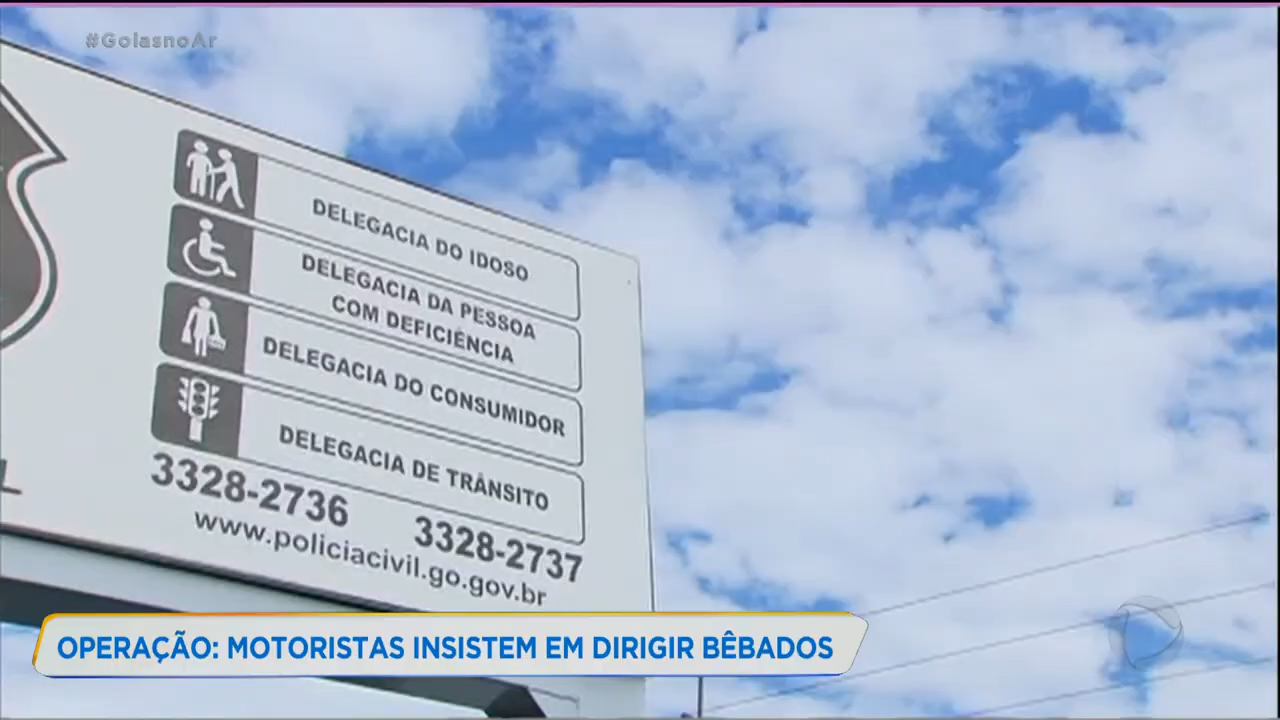 #GoiasnoAr
DELEGACIA DO IDOSO
DELEGACIA DA PESSOA
COM DEFICIÊNCIA
DELEGACIA DO CONSUMIDOR
DELEGACIA DE TRÂNSITO
3328-2736
3328-2737
www.policiacivil.go.gov.br
OPERAÇÃO: MOTORISTAS INSISTEM EM DIRIGIR BÊBADOS